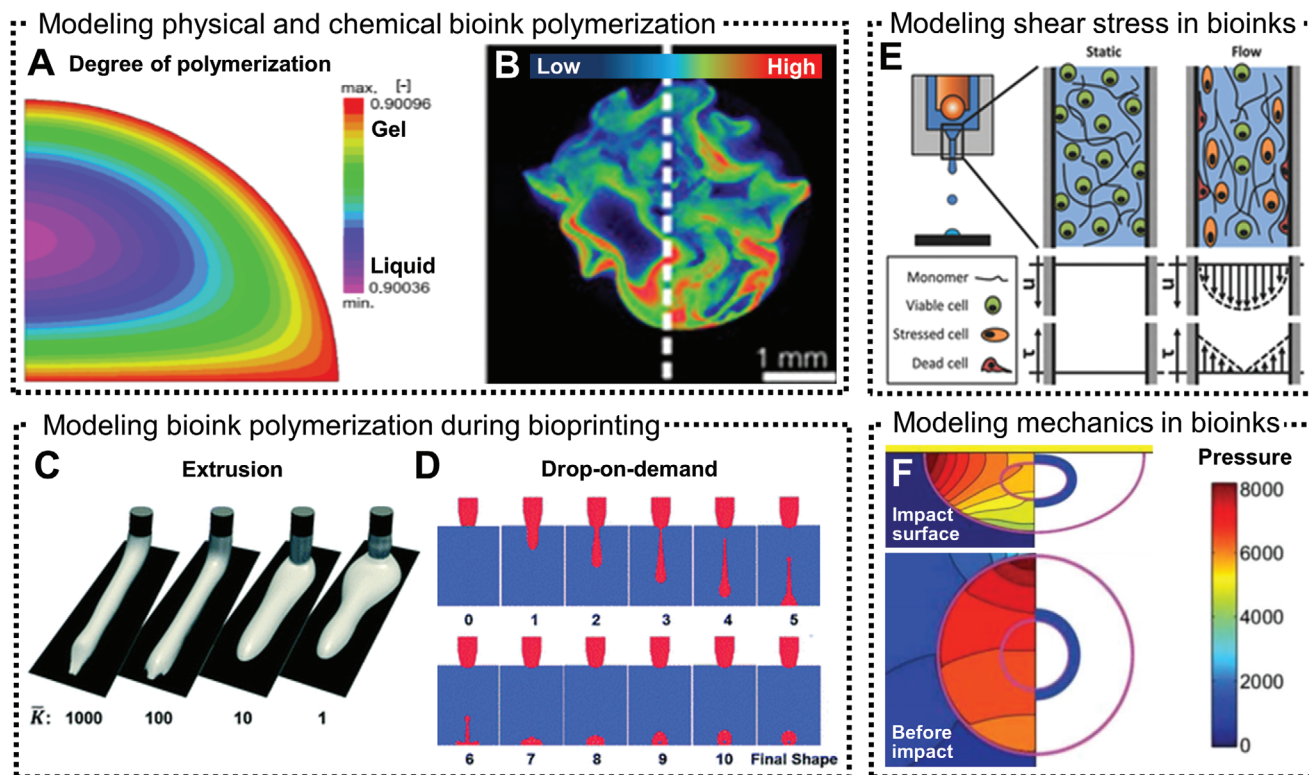 Modeling physical and chemical bioink polymerization
A Degree of polymerization
max. [-]
0.90096
Gel
Liquid
0.90036
min.
B
Low High
1 mm
Modeling shear stress in bioinks
E
Static Flow
Monomer
Viable cell
Stressed cell
Dead cell
u u
τ τ
Modeling bioink polymerization during bioprinting
C Extrusion
K̅: 1000 100 10 1
D Drop-on-demand
0 1 2 3 4 5
6 7 8 9 10 Final Shape
Modeling mechanics in bioinks
F
Impact
surface
Before
impact
Pressure
8000
6000
4000
2000
0